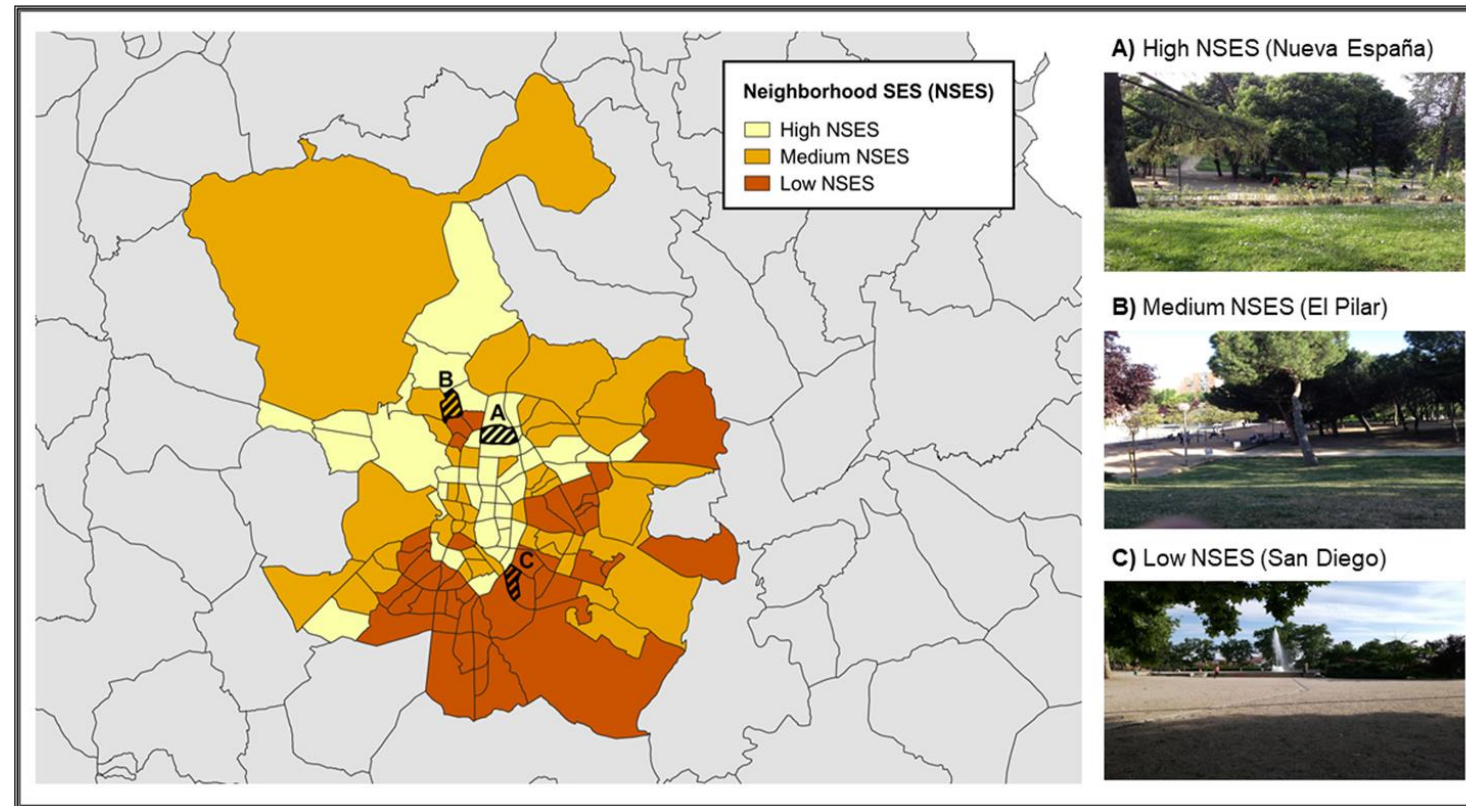 Neighborhood SES (NSES)
High NSES
Medium NSES
Low NSES
B
A
C
A) High NSES (Nueva España)
B) Medium NSES (El Pilar)
C) Low NSES (San Diego)